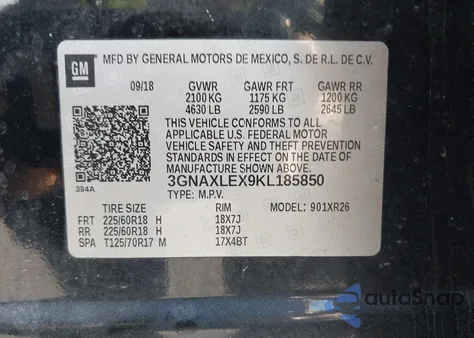 GM
MFD BY GENERAL MOTORS DE MEXICO, S. DE R.L. DE C.V.
09/18 GVWR GAWR FRT GAWR RR
2100 KG 1175 KG 1200 KG
4630 LB 2590 LB 2645 LB
THIS VEHICLE CONFORMS TO ALL
APPLICABLE U.S. FEDERAL MOTOR
VEHICLE SAFETY AND THEFT
PREVENTION STANDARDS
IN EFFECT ON THE DATE OF
MANUFACTURE SHOWN ABOVE.
384A
3GNAXLEX9KL185850
TYPE: M.P.V. MODEL: 901XR26
TIRE SIZE RIM
FRT 225/60R18 H 18X7J
RR 225/60R18 H 18X7J
SPA T125/70R17 M 17X4BT
autoSnap